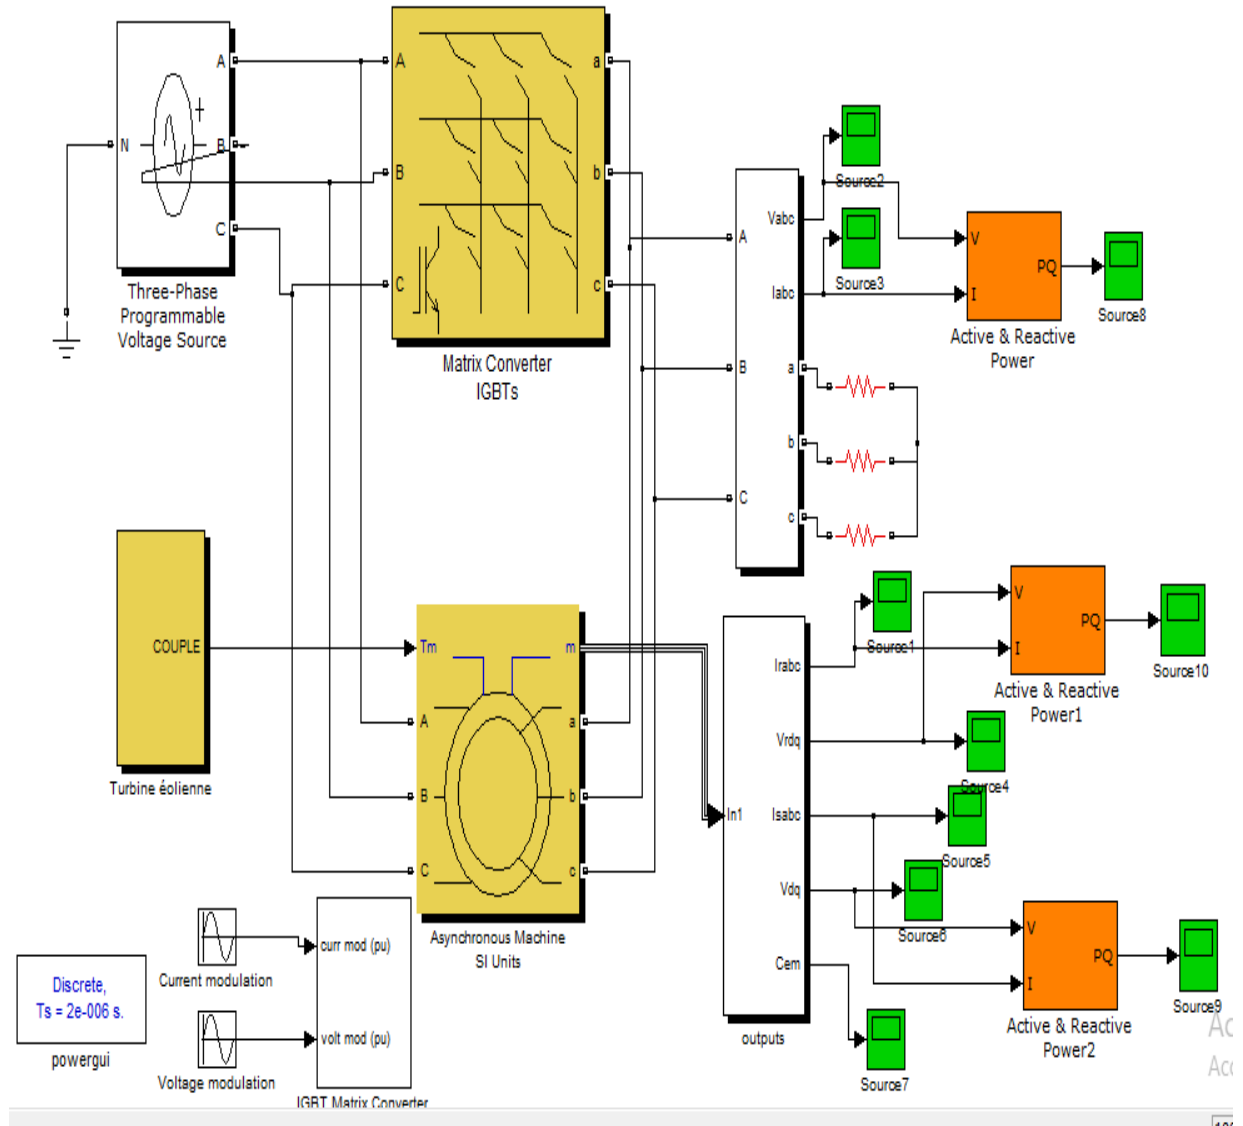 A
N
B
C
Three-Phase
Programmable
Voltage Source
A
B
C
a
b
c
Matrix Converter
IGBTs
A
B
C
Vabc
Iabc
a
b
c
Source2
Source3
V
I
PQ
Active & Reactive
Power
Source8
COUPLE
Turbine éolienne
Tm
m
A
B
C
a
b
c
Asynchronous Machine
SI Units
In1
Irabc
Vrdq
Isabc
Vdq
Cem
outputs
Source1
Source4
Source5
Source6
Source7
V
I
PQ
Active & Reactive
Power1
Source10
V
I
PQ
Active & Reactive
Power2
Source9
Discrete,
Ts = 2e-006 s.
powergui
Current modulation
Voltage modulation
curr mod (pu)
volt mod (pu)
IGBT Matrix Converter